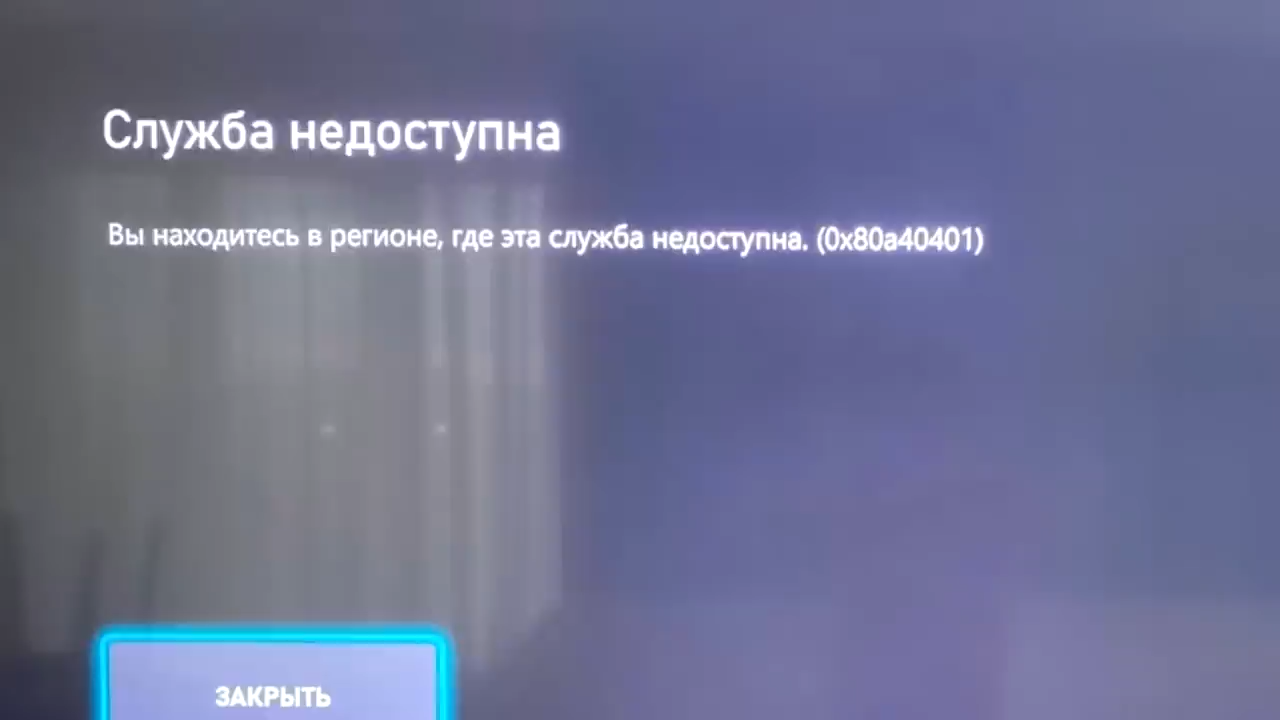 Служба недоступна
Вы находитесь в регионе, где эта служба недоступна. (0x80a40401)
ЗАКРЫТЬ